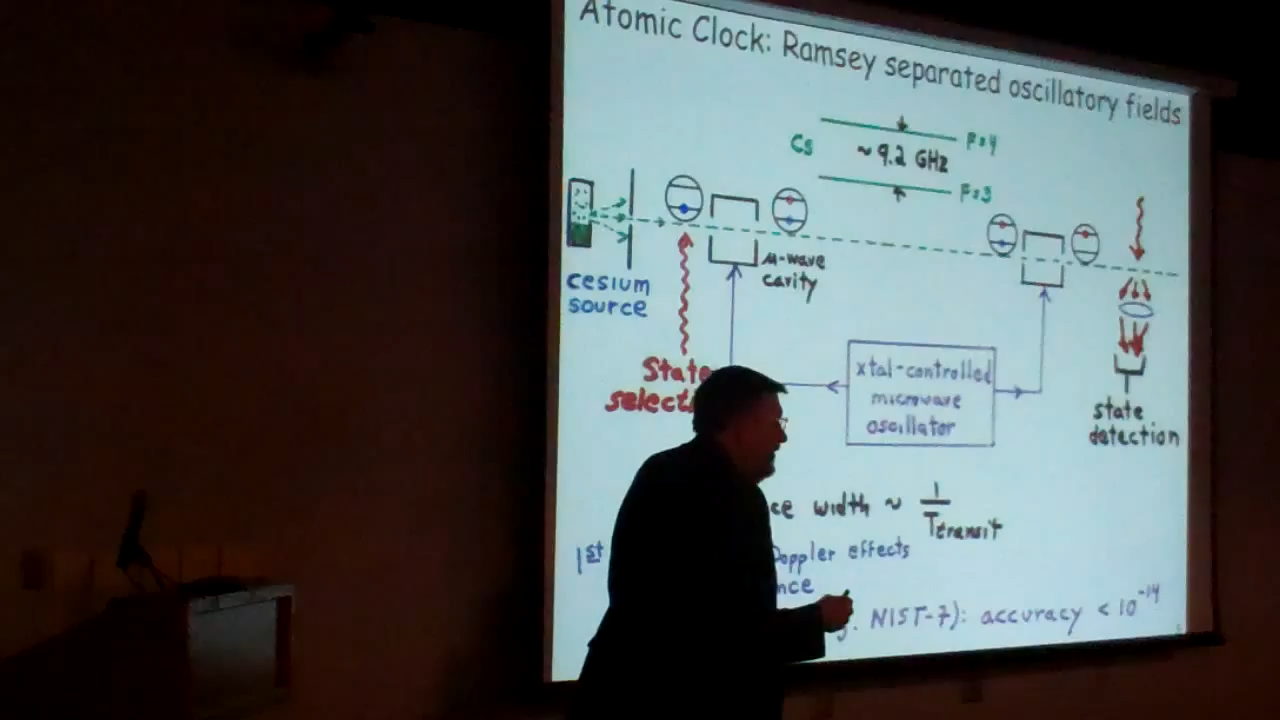 Atomic Clock: Ramsey separated oscillatory fields
Cs
F=4
~ 9.2 GHz
F=3
cesium
source
μ-wave
cavity
State
xtal-controlled
microwave
oscillator
state
detection
width ~ 1
Ttransit
1st
Doppler effects
NIST-7): accuracy < 10^-14